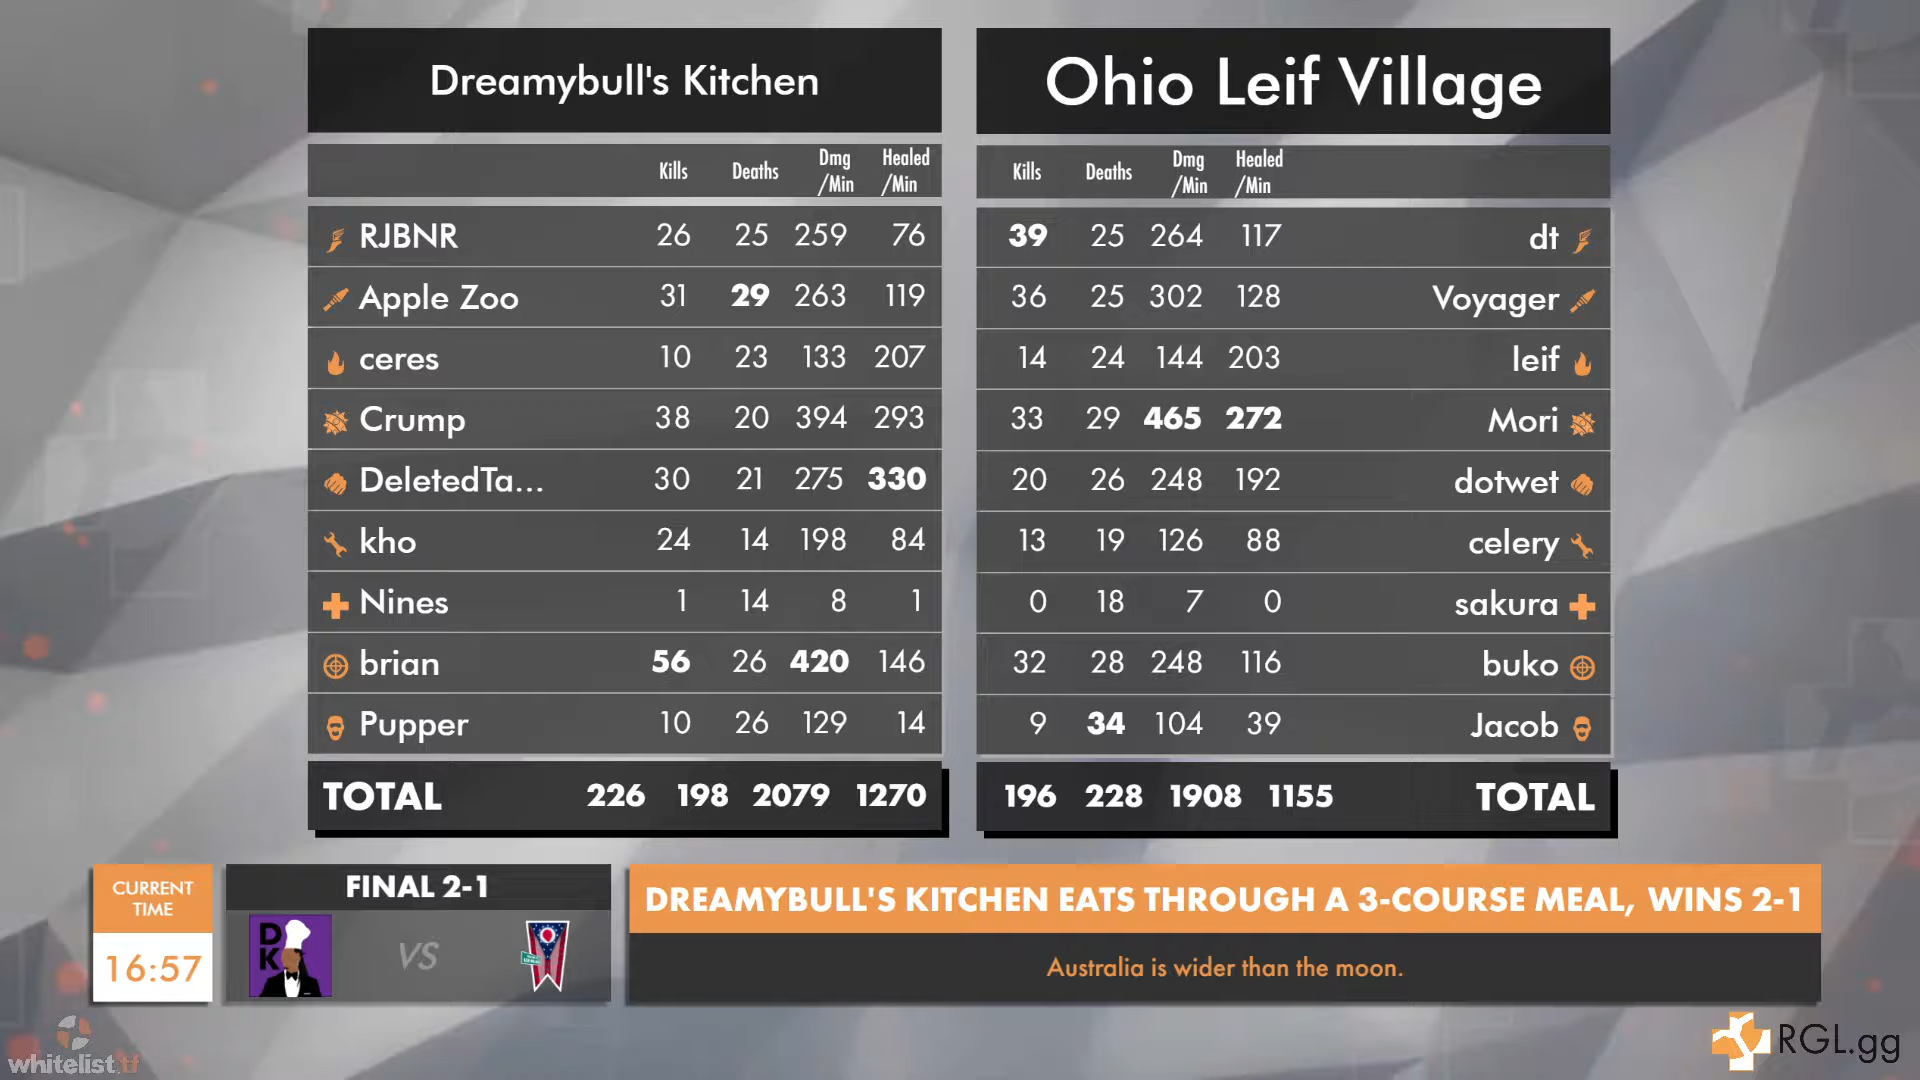 Dreamybull's Kitchen
Kills Deaths Dmg /Min Healed /Min
RJBNR 26 25 259 76
Apple Zoo 31 29 263 119
ceres 10 23 133 207
Crump 38 20 394 293
DeletedTa... 30 21 275 330
kho 24 14 198 84
Nines 1 14 8 1
brian 56 26 420 146
Pupper 10 26 129 14
TOTAL 226 198 2079 1270
Ohio Leif Village
Kills Deaths Dmg /Min Healed /Min
39 25 264 117 dt
36 25 302 128 Voyager
14 24 144 203 leif
33 29 465 272 Mori
20 26 248 192 dotwet
13 19 126 88 celery
0 18 7 0 sakura
32 28 248 116 buko
9 34 104 39 Jacob
196 228 1908 1155 TOTAL
CURRENT
TIME
16:57
FINAL 2-1
DK
VS
DREAMYBULL'S KITCHEN EATS THROUGH A 3-COURSE MEAL, WINS 2-1
Australia is wider than the moon.
whitelist.tf
RGL.gg